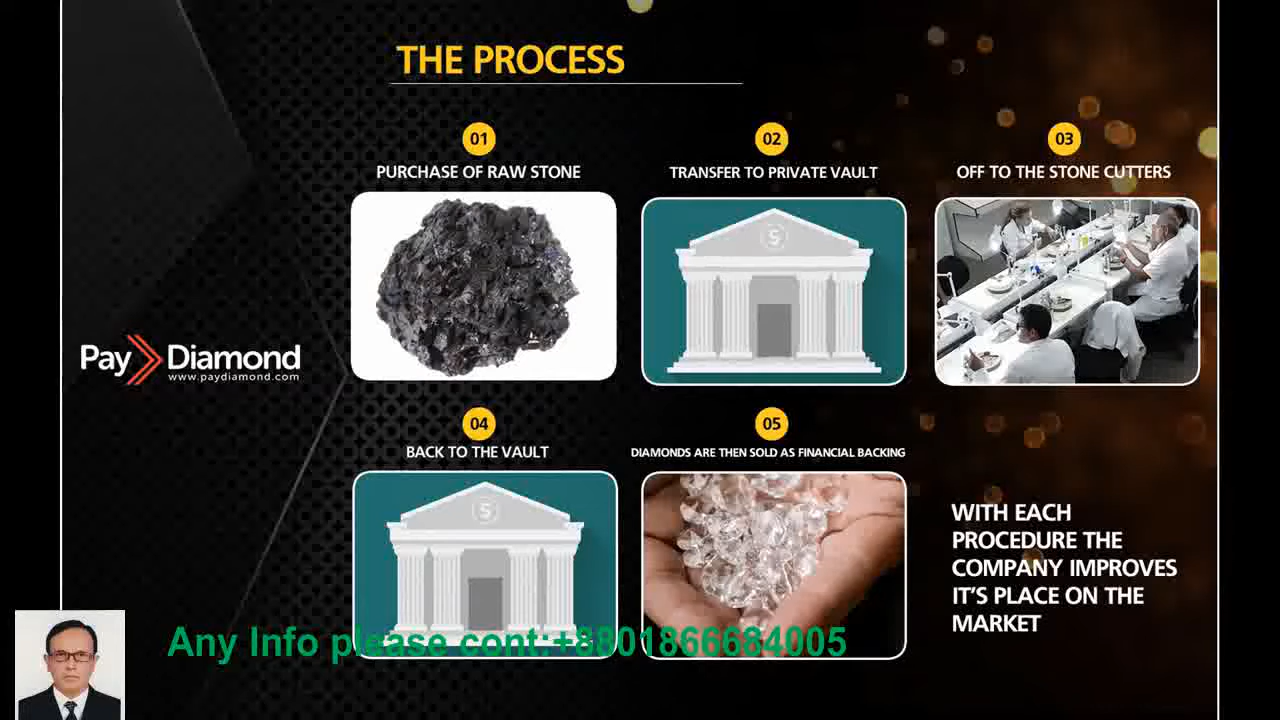 THE PROCESS
01
PURCHASE OF RAW STONE
02
TRANSFER TO PRIVATE VAULT
03
OFF TO THE STONE CUTTERS
Pay Diamond
www.paydiamond.com
04
BACK TO THE VAULT
05
DIAMONDS ARE THEN SOLD AS FINANCIAL BACKING
WITH EACH
PROCEDURE THE
COMPANY IMPROVES
IT'S PLACE ON THE
MARKET
Any Info please cont:+8801866684005